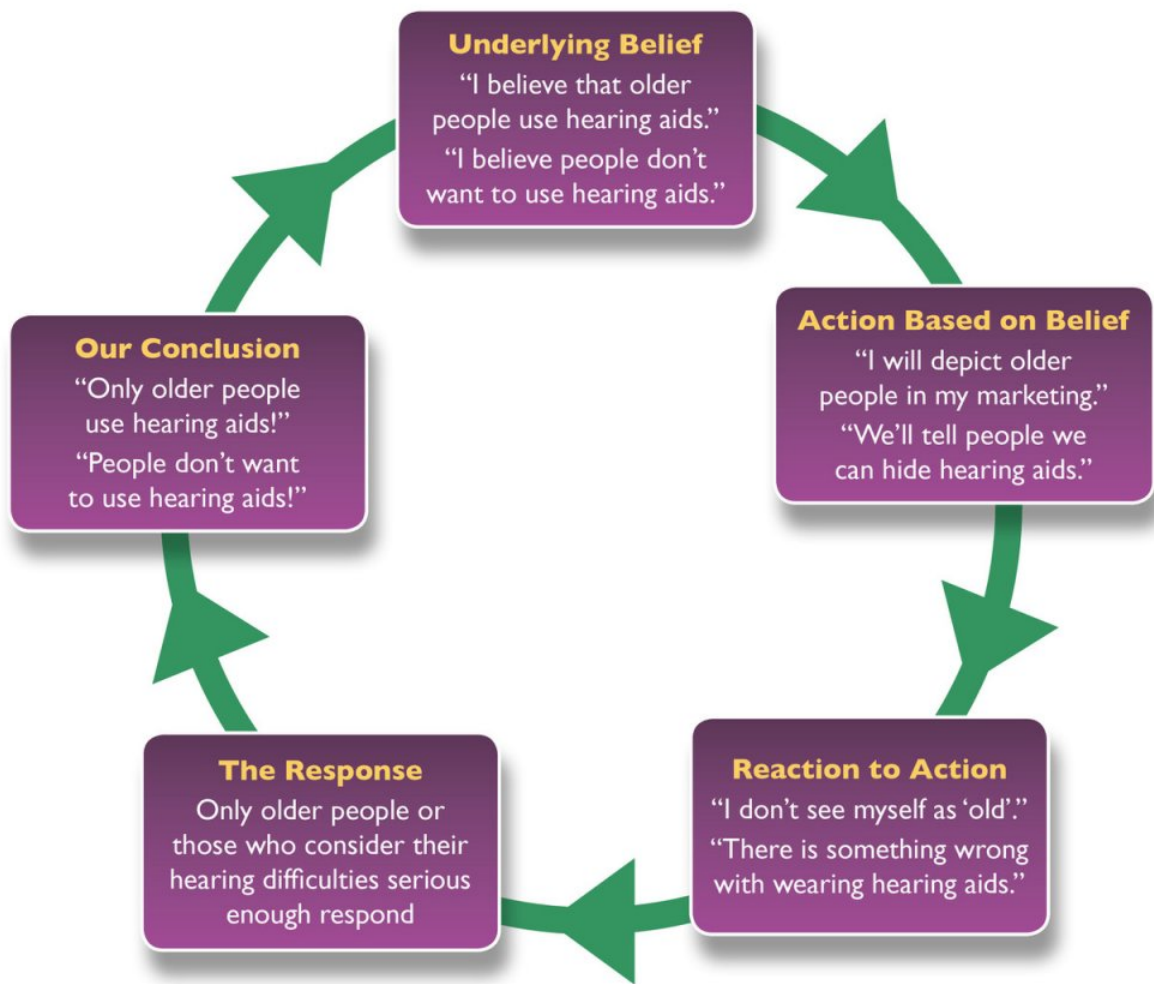 Underlying Belief
“I believe that older
people use hearing aids.”
“I believe people don’t
want to use hearing aids.”
Action Based on Belief
“I will depict older
people in my marketing.”
“We’ll tell people we
can hide hearing aids.”
Reaction to Action
“I don’t see myself as ‘old’.”
“There is something wrong
with wearing hearing aids.”
The Response
Only older people or
those who consider their
hearing difficulties serious
enough respond
Our Conclusion
“Only older people
use hearing aids!”
“People don’t want
to use hearing aids!”